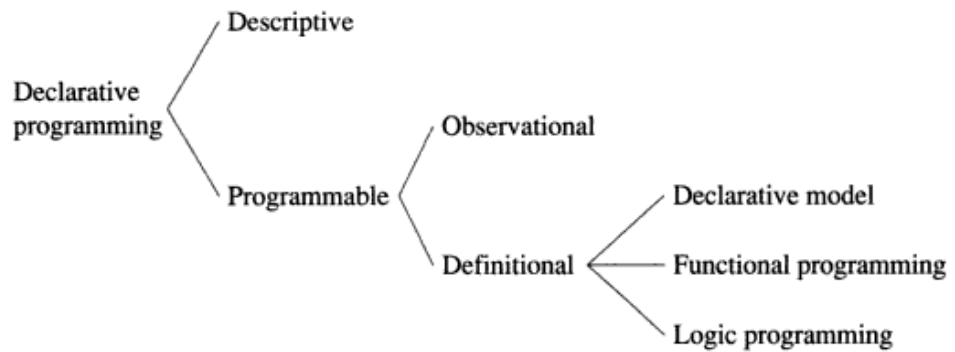 Descriptive
Declarative
programming
Observational
Programmable
Declarative model
Definitional
Functional programming
Logic programming